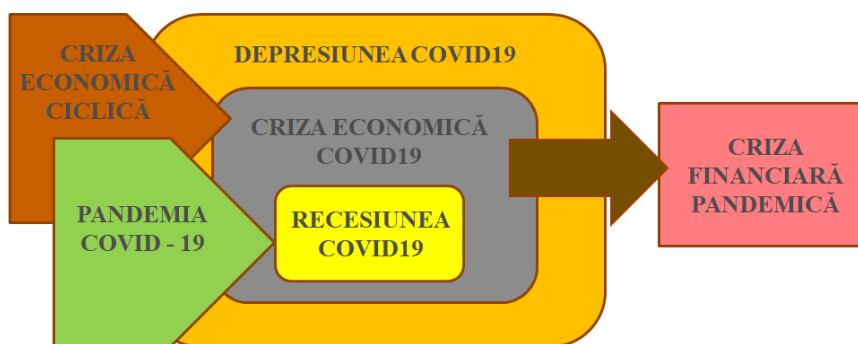 CRIZA
ECONOMICĂ
CICLICĂ
DEPRESIUNEA COVID19
CRIZA ECONOMICĂ
COVID19
PANDEMIA
COVID - 19
RECESIUNEA
COVID19
CRIZA
FINANCIARĂ
PANDEMICĂ